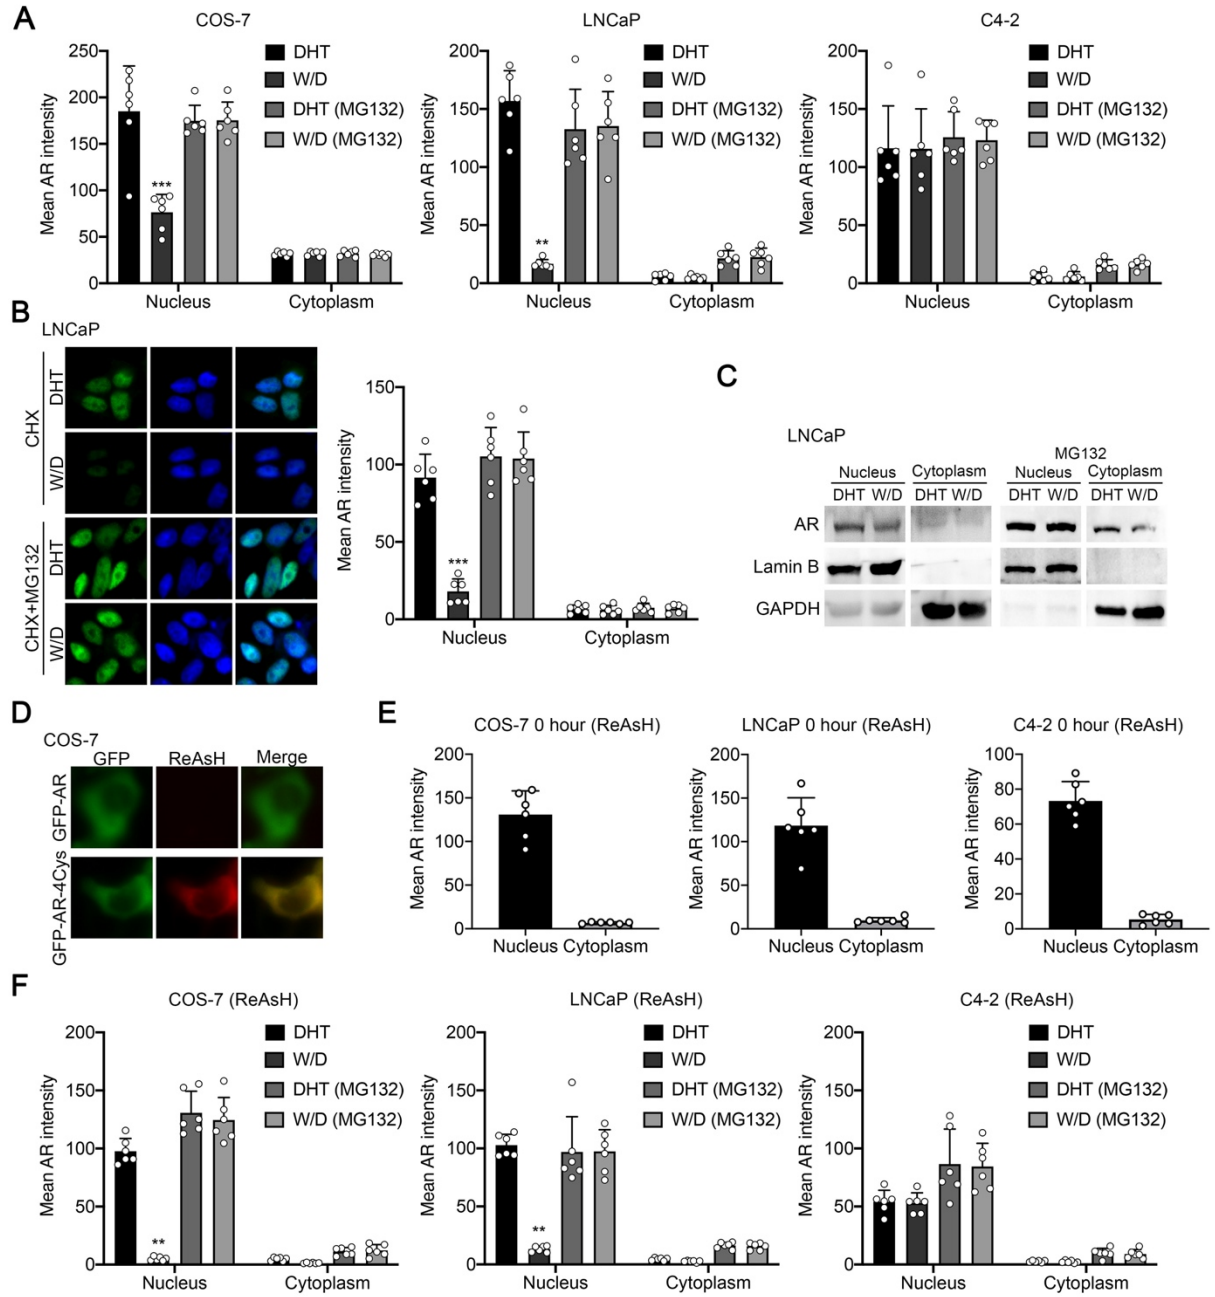 A
COS-7
LNCaP
C4-2
Mean AR intensity
250
200
150
100
50
0
DHT
W/D
DHT (MG132)
W/D (MG132)
***
Nucleus
Cytoplasm
Mean AR intensity
200
150
100
50
0
DHT
W/D
DHT (MG132)
W/D (MG132)
**
Nucleus
Cytoplasm
Mean AR intensity
200
150
100
50
0
DHT
W/D
DHT (MG132)
W/D (MG132)
Nucleus
Cytoplasm
B
LNCaP
CHX
DHT
W/D
CHX+MG132
DHT
W/D
Mean AR intensity
150
100
50
0
***
Nucleus
Cytoplasm
C
LNCaP
MG132
Nucleus Cytoplasm Nucleus Cytoplasm
DHT W/D DHT W/D DHT W/D DHT W/D
AR
Lamin B
GAPDH
D
COS-7
GFP ReAsH Merge
GFP-AR
GFP-AR-4Cys
E
COS-7 0 hour (ReAsH)
Mean AR intensity
200
150
100
50
0
Nucleus Cytoplasm
LNCaP 0 hour (ReAsH)
Mean AR intensity
200
150
100
50
0
Nucleus Cytoplasm
C4-2 0 hour (ReAsH)
Mean AR intensity
100
80
60
40
20
0
Nucleus Cytoplasm
F
COS-7 (ReAsH)
Mean AR intensity
200
150
100
50
0
DHT
W/D
DHT (MG132)
W/D (MG132)
**
Nucleus
Cytoplasm
LNCaP (ReAsH)
Mean AR intensity
200
150
100
50
0
DHT
W/D
DHT (MG132)
W/D (MG132)
**
Nucleus
Cytoplasm
C4-2 (ReAsH)
Mean AR intensity
200
150
100
50
0
DHT
W/D
DHT (MG132)
W/D (MG132)
Nucleus
Cytoplasm